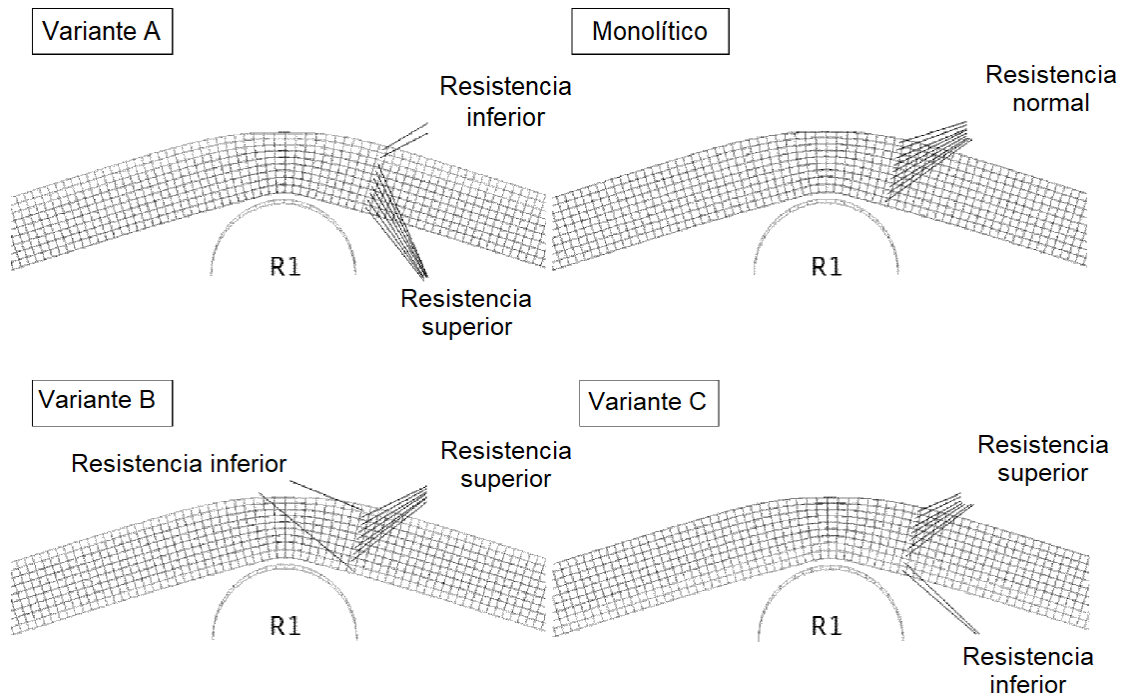 Variante A
Resistencia
inferior
R1
Resistencia
superior
Monolítico
Resistencia
normal
R1
Variante B
Resistencia inferior
Resistencia
superior
R1
Variante C
Resistencia
superior
R1
Resistencia
inferior